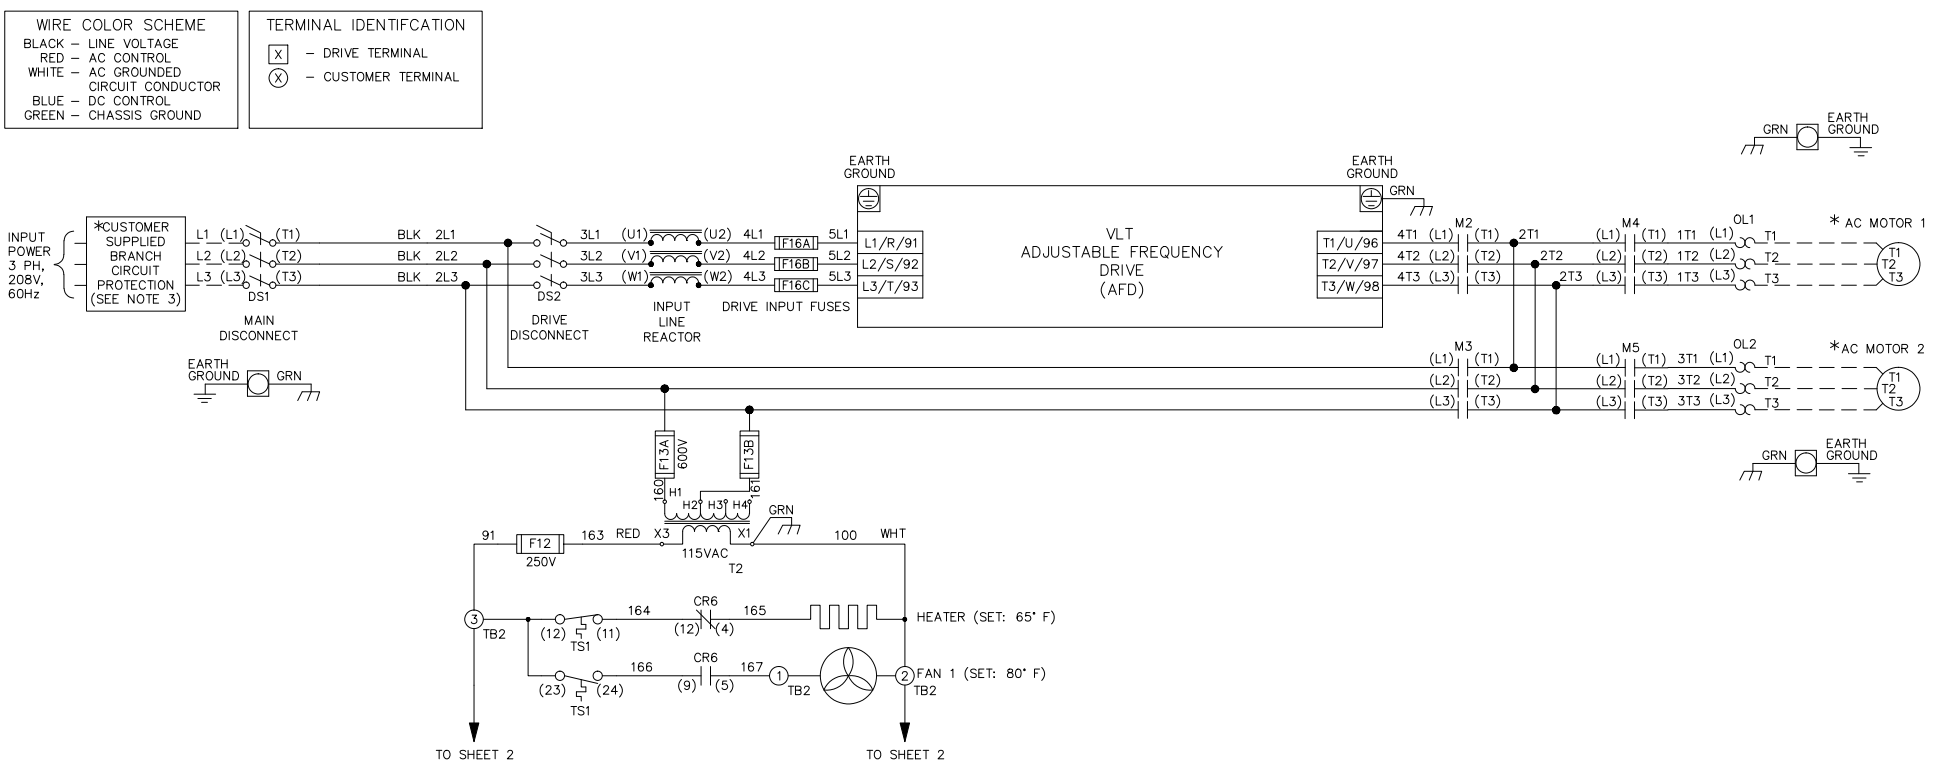 WIRE COLOR SCHEME
BLACK – LINE VOLTAGE
RED – AC CONTROL
WHITE – AC GROUNDED
CIRCUIT CONDUCTOR
BLUE – DC CONTROL
GREEN – CHASSIS GROUND
TERMINAL IDENTIFCATION
X – DRIVE TERMINAL
X – CUSTOMER TERMINAL
GRN
EARTH
GROUND
EARTH
GROUND
EARTH
GROUND
GRN
INPUT
POWER
3 PH,
208V,
60Hz
*CUSTOMER
SUPPLIED
BRANCH
CIRCUIT
PROTECTION
(SEE NOTE 3)
L1 (L1) (T1) BLK 2L1 3L1 (U1) (U2) 4L1 F16A 5L1 L1/R/91
L2 (L2) (T2) BLK 2L2 3L2 (V1) (V2) 4L2 F16B 5L2 L2/S/92
L3 (L3) (T3) BLK 2L3 3L3 (W1) (W2) 4L3 F16C 5L3 L3/T/93
DS1
MAIN
DISCONNECT
DS2
DRIVE
DISCONNECT
INPUT
LINE
REACTOR
DRIVE INPUT FUSES
VLT
ADJUSTABLE FREQUENCY
DRIVE
(AFD)
M2 M4 OL1
* AC MOTOR 1
T1/U/96 4T1 (L1) (T1) 2T1 (L1) (T1) 1T1 (L1) T1 T1
T2/V/97 4T2 (L2) (T2) 2T2 (L2) (T2) 1T2 (L2) T2 T2
T3/W/98 4T3 (L3) (T3) 2T3 (L3) (T3) 1T3 (L3) T3 T3
M3 M5 OL2
*AC MOTOR 2
(L1) (T1) (L1) (T1) 3T1 (L1) T1 T1
(L2) (T2) (L2) (T2) 3T2 (L2) T2 T2
(L3) (T3) (L3) (T3) 3T3 (L3) T3 T3
EARTH
GROUND
GRN
GRN
EARTH
GROUND
F13A
600V
F13B
160
161
H1
H2 H3 H4
GRN
91 F12 163 RED X3 X1 100 WHT
250V
115VAC
T2
3
TB2
164 CR6 165
(12) (11) (12) (4)
TS1
HEATER (SET: 65° F)
166 CR6 167 1 2
FAN 1 (SET: 80° F)
(23) (24) (9) (5) TB2 TB2
TS1
TO SHEET 2
TO SHEET 2